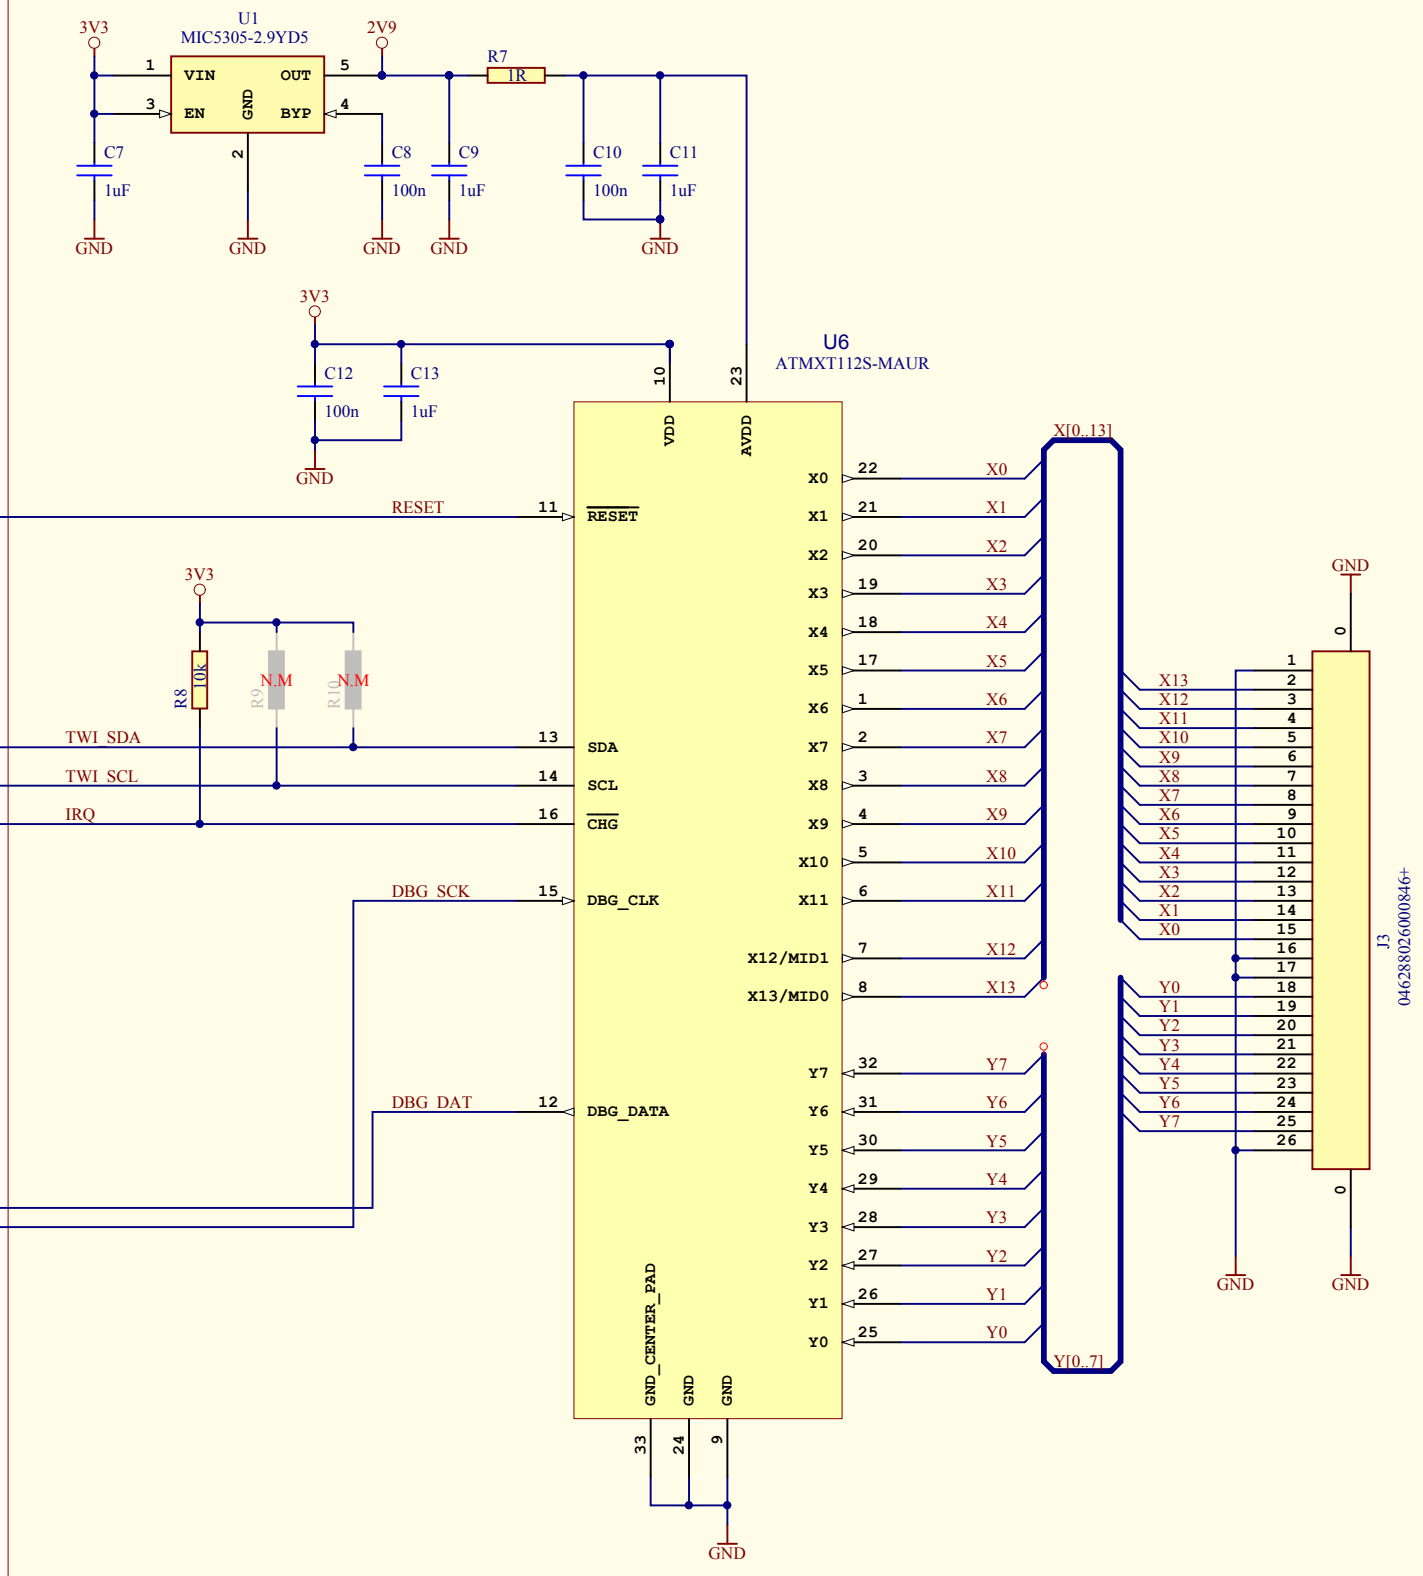 U1
MIC5305-2.9YD5
3V3
2V9
1
VIN
OUT
5
3
EN
GND
BYP
4
2
R7
1R
C7
1uF
C8
100n
C9
1uF
C10
100n
C11
1uF
GND
GND
GND
GND
GND
3V3
C12
100n
C13
1uF
GND
U6
ATMXT112S-MAUR
10
23
VDD
AVDD
RESET
11
RESET
3V3
R8
10k
R9
N.M
R10
N.M
TWI_SDA
13
SDA
TWI_SCL
14
SCL
IRQ
16
CHG
DBG_SCK
15
DBG_CLK
DBG_DAT
12
DBG_DATA
X0 22 X0
X1 21 X1
X2 20 X2
X3 19 X3
X4 18 X4
X5 17 X5
X6 1 X6
X7 2 X7
X8 3 X8
X9 4 X9
X10 5 X10
X11 6 X11
X12/MID1 7 X12
X13/MID0 8 X13
Y7 32 Y7
Y6 31 Y6
Y5 30 Y5
Y4 29 Y4
Y3 28 Y3
Y2 27 Y2
Y1 26 Y1
Y0 25 Y0
GND_CENTER_PAD
GND
GND
33
24
9
GND
X[0..13]
Y[0..7]
GND
0
1
X13 2
X12 3
X11 4
X10 5
X9 6
X8 7
X7 8
X6 9
X5 10
X4 11
X3 12
X2 13
X1 14
X0 15
16
17
Y0 18
Y1 19
Y2 20
Y3 21
Y4 22
Y5 23
Y6 24
Y7 25
26
J3
046288026000846+
0
GND
GND